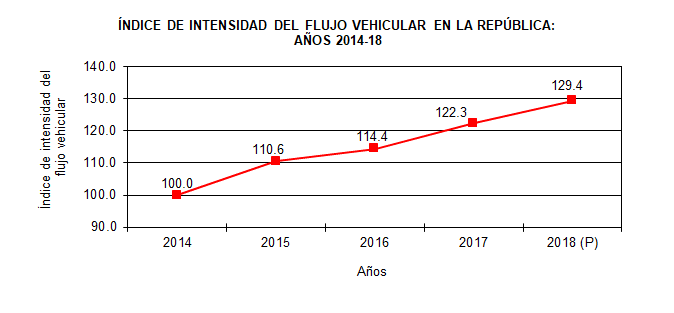 ÍNDICE DE INTENSIDAD DEL FLUJO VEHICULAR EN LA REPÚBLICA:
AÑOS 2014-18
Índice de intensidad del
flujo vehicular
140.0
130.0
120.0
110.0
100.0
90.0
100.0
110.6
114.4
122.3
129.4
2014
2015
2016
2017
2018 (P)
Años